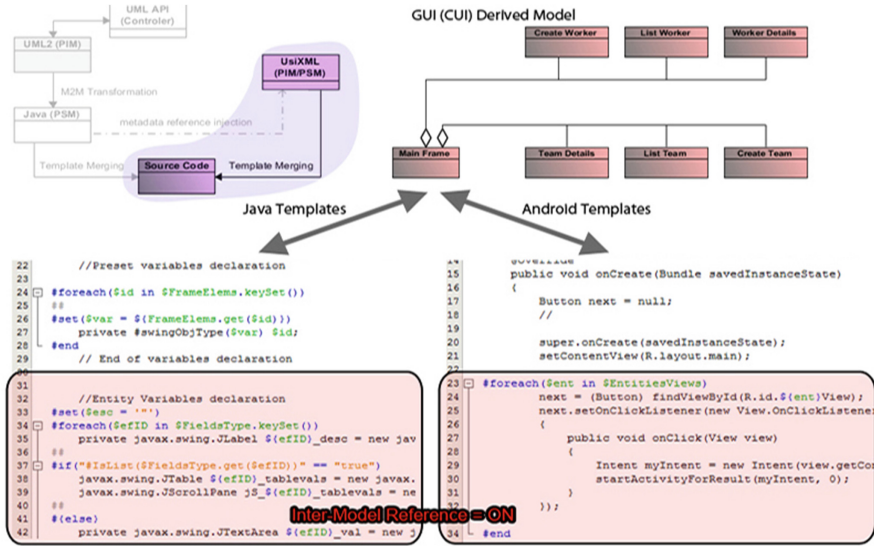 UML API
(Controler)
UML2 (PIM)
M2M Transformation
Java (PSM)
metadata reference injection
Template Merging
UsiXML
(PIM/PSM)
Source Code
Template Merging
GUI (CUI) Derived Model
Create Worker
List Worker
Worker Details
Main Frame
Team Details
List Team
Create Team
Java Templates
Android Templates
22 //Preset variables declaration
23
24 #foreach($id in $FrameElems.keySet())
25 ##
26 #set($var = ${FrameElems.get($id)})
27 private #swingObjType($var) $id;
28 #end
29 // End of variables declaration
30
31
32 //Entity Variables declaration
33 #set($esc = '"')
34 #foreach($efID in $FieldsType.keySet())
35 private javax.swing.JLabel ${efID}_desc = new jav
36 ##
37 #if("#IsList($FieldsType.get($efID))" == "true")
38 javax.swing.JTable ${efID}_tablevals = new javax.
39 javax.swing.JScrollPane jS_${efID}_tablevals = ne
40 ##
41 #{else}
42 private javax.swing.JTextArea ${efID}_val = new j
14 @Override
15 public void onCreate(Bundle savedInstanceState)
16 {
17 Button next = null;
18 //
19
20 super.onCreate(savedInstanceState);
21 setContentView(R.layout.main);
22
23 #foreach($ent in $EntitiesViews)
24 next = (Button) findViewById(R.id.${ent}View);
25 next.setOnClickListener(new View.OnClickListener
26 {
27 public void onClick(View view)
28 {
29 Intent myIntent = new Intent(view.getCon
30 startActivityForResult(myIntent, 0);
31 }
32 });
33
34 #end
Inter-Model Reference = ON